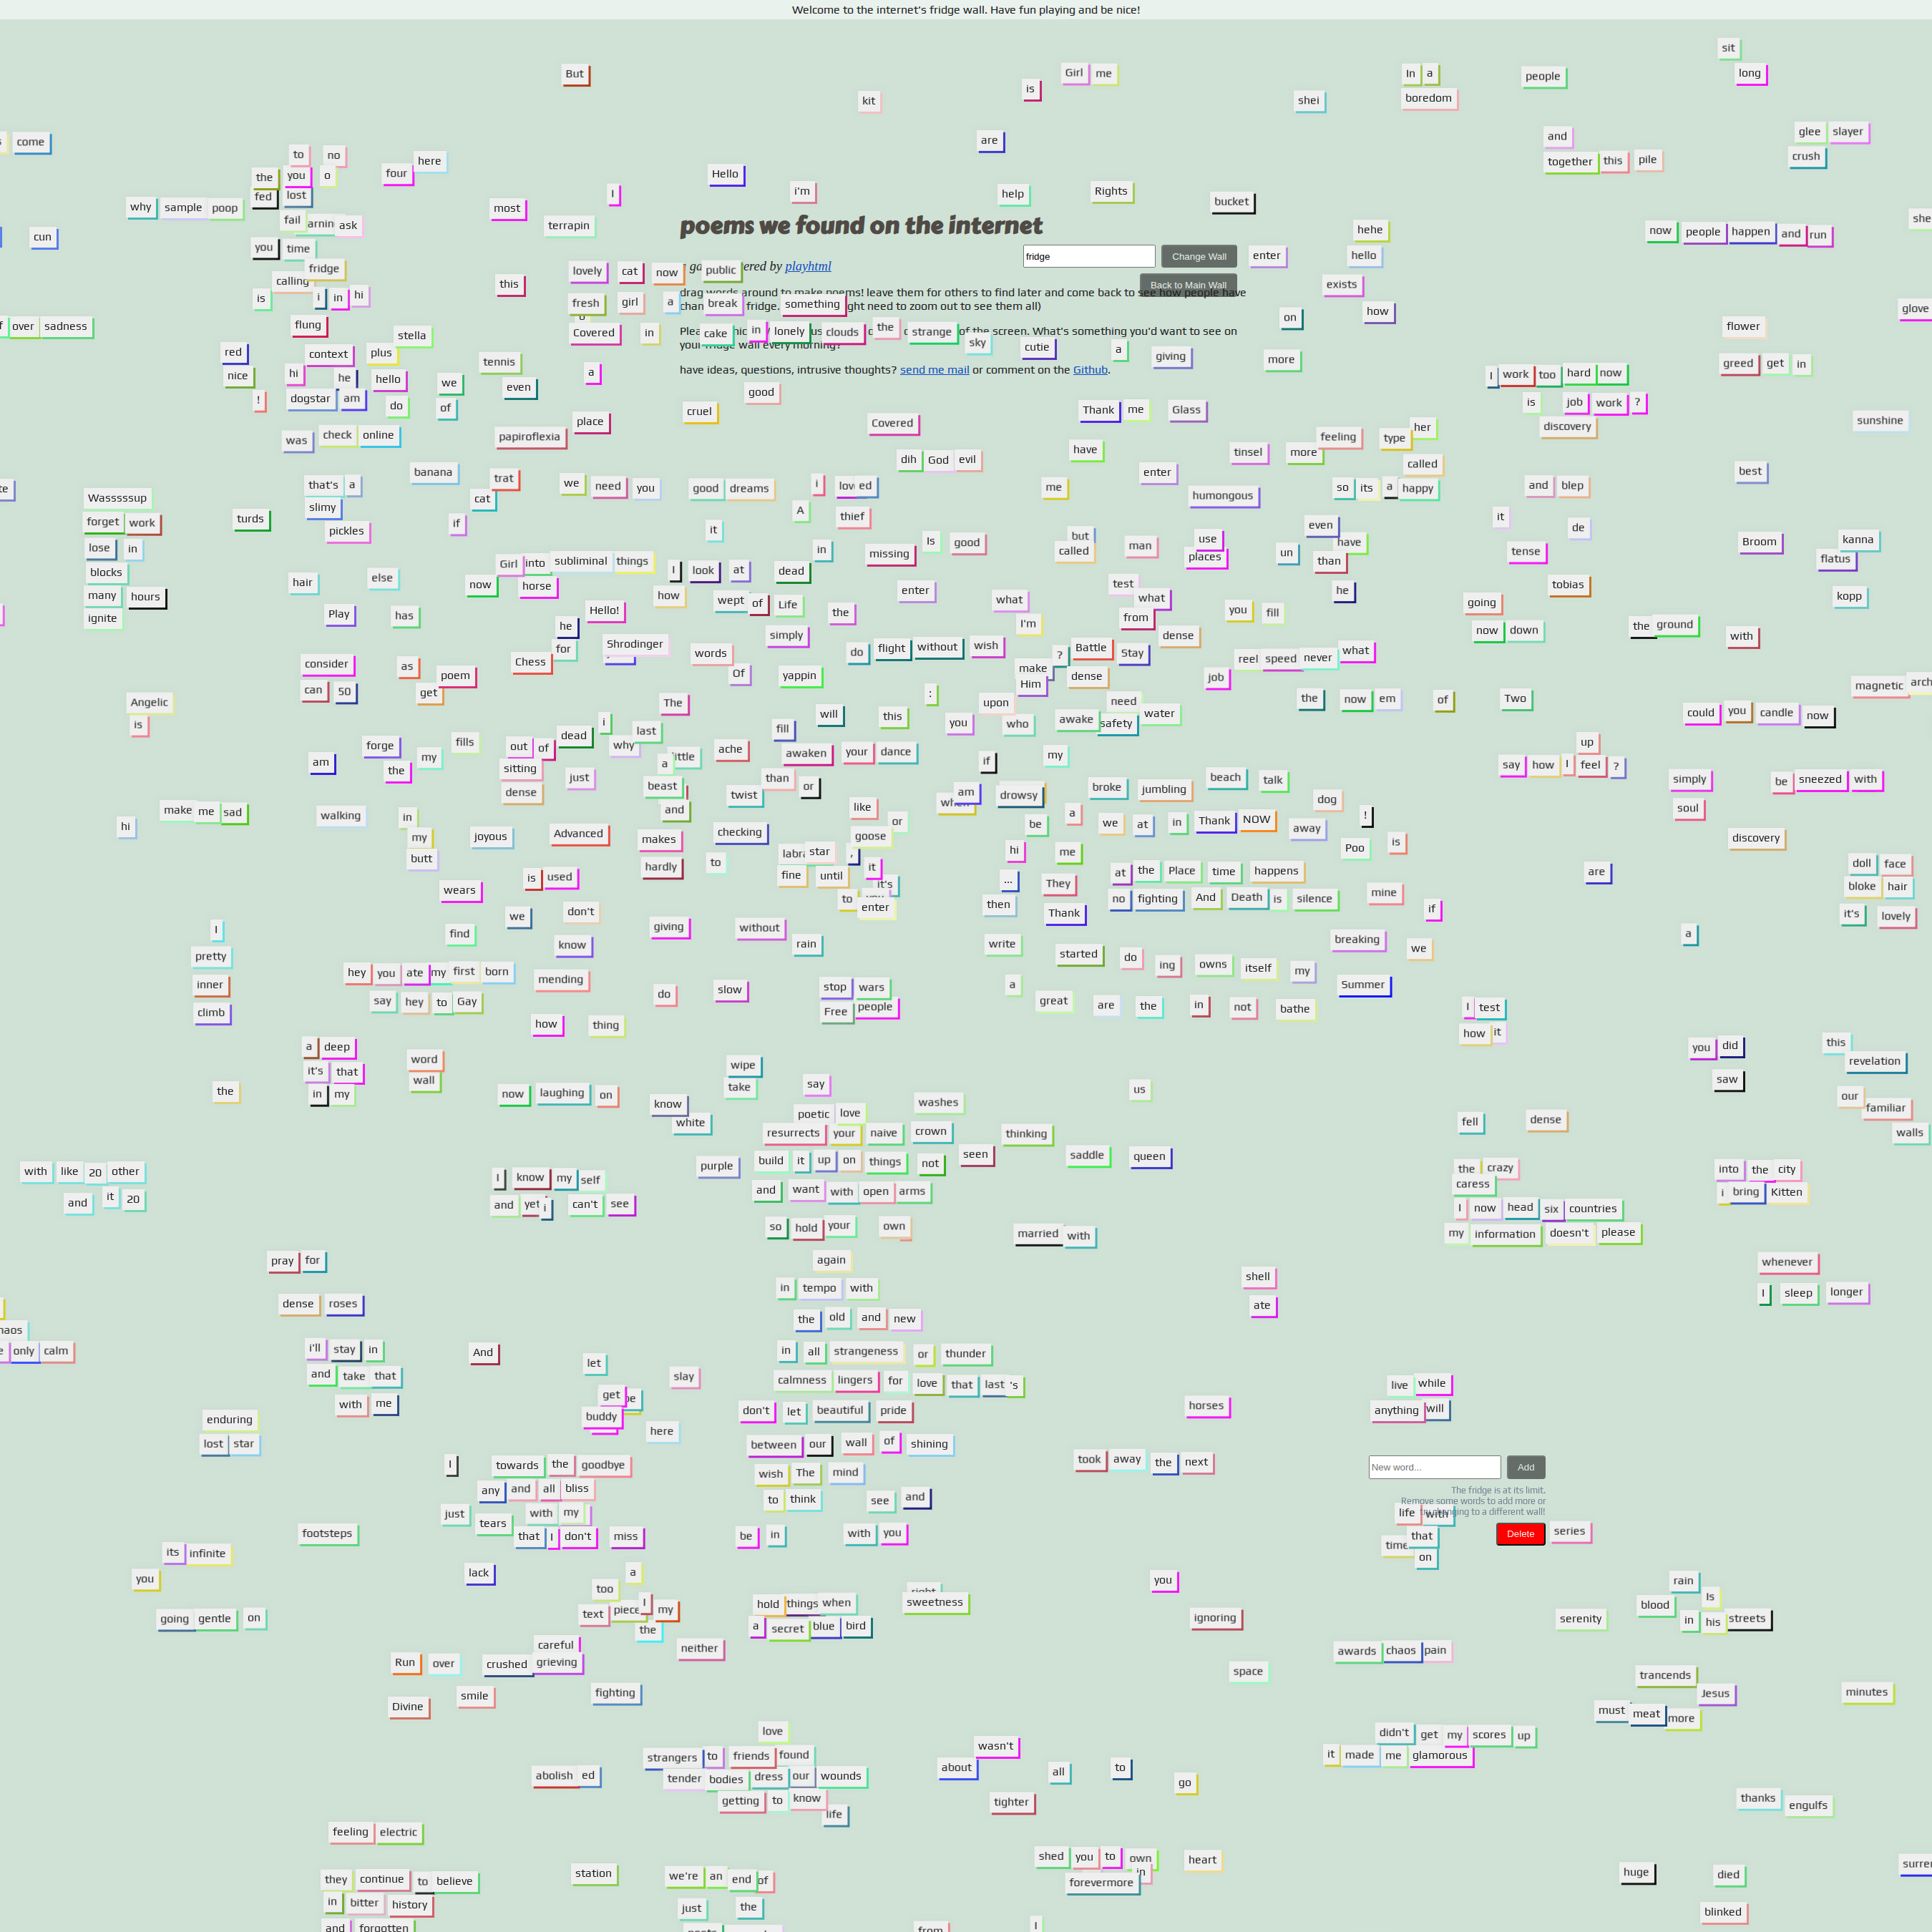 Welcome to the internet's fridge wall. Have fun playing and be nice!
sit
But Girl me In a people long
kit is shei boredom
come are and glee slayer
to no here together this pile crush
the you o four Hello
fed lost I i'm help Rights
why sample poop most bucket
fail ask terrapin poems we found on the internet hehe now people happen and run she
cun you time fridge Change Wall enter hello
fridge lovely cat now public ered by playhtml
calling this Back to Main Wall exists
is i in hi fresh girl a break something
drag words around to make poems! leave them for others to find later and come back to see how people have
fridge. ght need to zoom out to see them all)
flung how glove
over sadness stella Covered in cake in lonely clouds the strange of the screen. What's something you'd want to see on on flower
your fridge wall every morning? sky cutie a giving
red context plus tennis more greed get in
have ideas, questions, intrusive thoughts? send me mail or comment on the Github.
nice hi he hello we even a I work too hard now
! dogstar am do of good is job work ?
place cruel Covered Thank me Glass her discovery sunshine
was check online papiroflexia have tinsel more feeling type
banana dih God evil enter called best
that's a trat we need you good dreams i lov ed me so its a happy and blep
Wasssssup slimy cat humongous
forget work turds pickles if it A thief even it de
lose in in missing Is good but called man use places un have than tense Broom kanna
blocks Girl into subliminal things I look at dead flatus
hair else now horse test he tobias
many hours how wept of Life enter what what going kopp
ignite Play has Hello! the I'm from you fill
he simply dense now down the ground with
consider as for Shrodinger words do flight without wish ? Battle Stay reel speed never what
Chess Of yappin make
can 50 get poem : Him dense job magnetic arch
Angelic The upon need the now em of Two
is i will this you who awake safety water could you candle now
forge fills out of dead why last fill
am the my sitting a ittle ache awaken your dance if my up
just than say how I feel ?
dense beast twist or am drowsy broke jumbling beach talk simply be sneezed with
make me sad walking in and like dog soul
hi my joyous Advanced makes checking or be a we at in Thank NOW away !
butt hardly to goose hi me Poo is discovery
star , doll face
is used fine until it it's ... They at the Place time happens are bloke hair
wears to enter no fighting And Death is silence mine it's lovely
we don't then Thank if
I find giving without a
pretty know rain write started do ing owns itself my breaking we
hey you ate my first born mending
inner do slow stop wars a Summer
say hey to Gay great are the in not bathe
climb Free people I test
how thing how it
a deep word wipe you did this
it's that wall take say us saw revelation
the in my now laughing on our
know poetic love washes familiar
white resurrects your naive crown thinking fell dense walls
purple build it up on things not seen saddle queen
with like 20 other I know my self the crazy into the city
and it 20 and yet i can't see and want with open arms caress i bring Kitten
I now head six countries
so hold your own married with my information doesn't please
pray for again whenever
shell
in tempo with I sleep longer
dense roses the old and new ate
only calm i'll stay in And in all strangeness or thunder
let
and take that slay calmness lingers for love that last 's live while
with me get horses anything will
enduring buddy here don't let beautiful pride
lost star between our wall of shining
I towards the goodbye took away the next New word... Add
any and all bliss wish The mind The fridge is at its limit.
Remove some words to add more or
just with my to think see and life with
tears ging to a different wall!
footsteps that I don't miss be in with you that Delete series
its infinite on
you lack a you rain
too hold things when sweetness Is
going gentle on text piece I my ignoring serenity blood in his streets
the a secret blue bird
careful neither
Run over crushed grieving awards chaos pain
space trancends
Divine smile fighting Jesus minutes
must meat more
love didn't get my scores up
strangers to friends found wasn't it made me glamorous
abolish ed tender bodies dress our wounds about all to go
getting to know tighter thanks engulfs
life
feeling electric
shed you to own heart
they continue to believe station we're an end of in huge died
in bitter history forevermore
just the blinked
and forgotten
from I